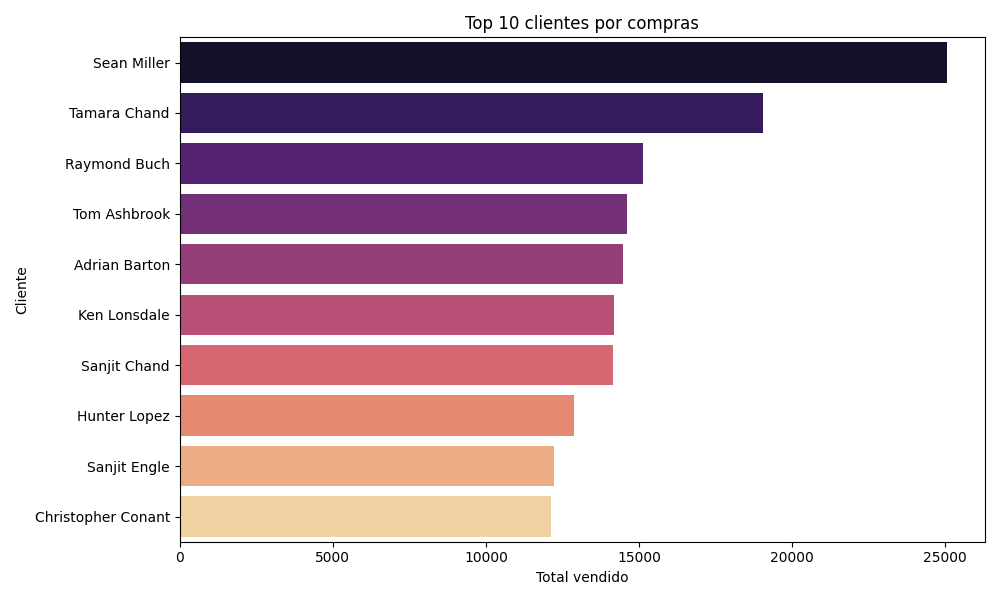 Top 10 clientes por compras
Cliente
Sean Miller
Tamara Chand
Raymond Buch
Tom Ashbrook
Adrian Barton
Ken Lonsdale
Sanjit Chand
Hunter Lopez
Sanjit Engle
Christopher Conant
0 5000 10000 15000 20000 25000
Total vendido